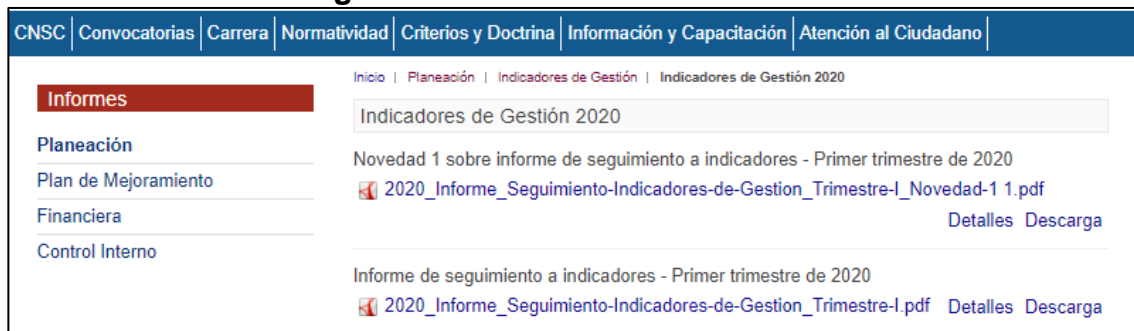 CNSC Convocatorias Carrera Normatividad Criterios y Doctrina Información y Capacitación Atención al Ciudadano
Informes
Planeación
Plan de Mejoramiento
Financiera
Control Interno
Inicio | Planeación | Indicadores de Gestión | Indicadores de Gestión 2020
Indicadores de Gestión 2020
Novedad 1 sobre informe de seguimiento a indicadores - Primer trimestre de 2020
2020_Informe_Seguimiento-Indicadores-de-Gestion_Trimestre-I_Novedad-1 1.pdf
Detalles Descarga
Informe de seguimiento a indicadores - Primer trimestre de 2020
2020_Informe_Seguimiento-Indicadores-de-Gestion_Trimestre-I.pdf Detalles Descarga